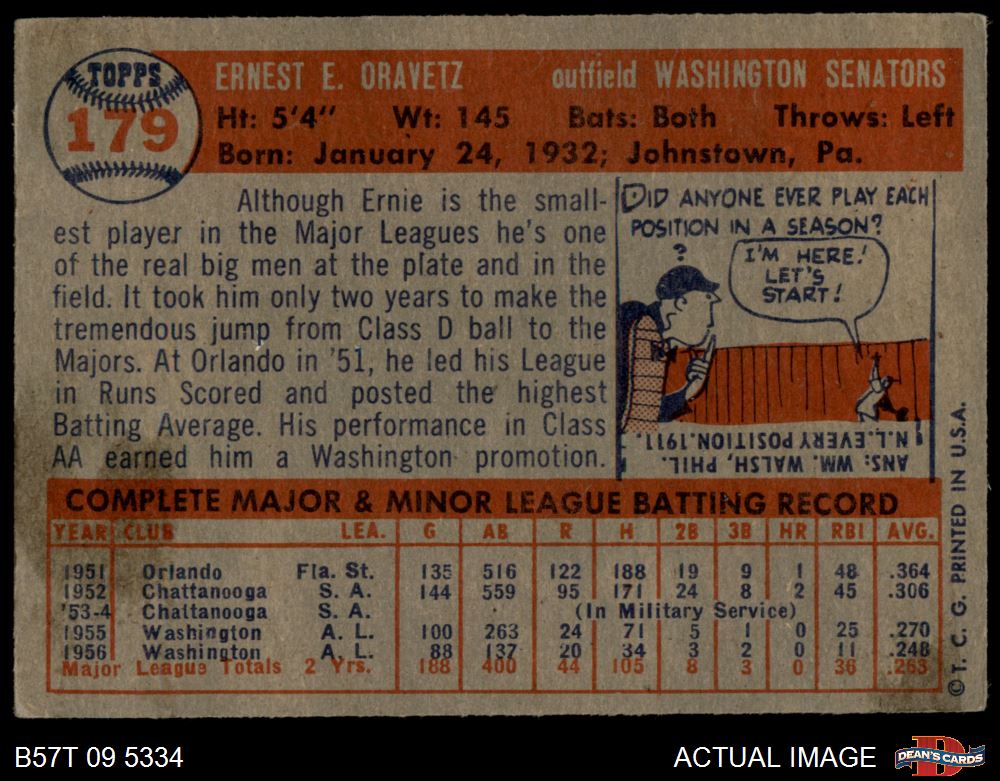 TOPPS
179
ERNEST E. ORAVETZ outfield WASHINGTON SENATORS
Ht: 5'4" Wt: 145 Bats: Both Throws: Left
Born: January 24, 1932; Johnstown, Pa.
Although Ernie is the small-
est player in the Major Leagues he's one
of the real big men at the plate and in the
field. It took him only two years to make the
tremendous jump from Class D ball to the
Majors. At Orlando in '51, he led his League
in Runs Scored and posted the highest
Batting Average. His performance in Class
AA earned him a Washington promotion.
DID ANYONE EVER PLAY EACH
POSITION IN A SEASON?
?
I'M HERE!
LET'S
START!
ANS: WM. WALSH, PHIL.
N.L. EVERY POSITION. 1911.
COMPLETE MAJOR & MINOR LEAGUE BATTING RECORD
YEAR CLUB LEA. G AB R H 2B 3B HR RBI AVG.
1951 Orlando Fla. St. 135 516 122 188 19 9 1 48 .364
1952 Chattanooga S. A. 144 559 95 171 24 8 2 45 .306
'53-4 Chattanooga S. A. (In Military Service)
1955 Washington A. L. 100 263 24 71 5 1 0 25 .270
1956 Washington A. L. 88 137 20 34 3 2 0 11 .248
Major League Totals 2 Yrs. 188 400 44 105 8 3 0 36 .263
© T. C. G. PRINTED IN U.S.A.
B57T 09 5334 ACTUAL IMAGE
DEAN'S CARDS